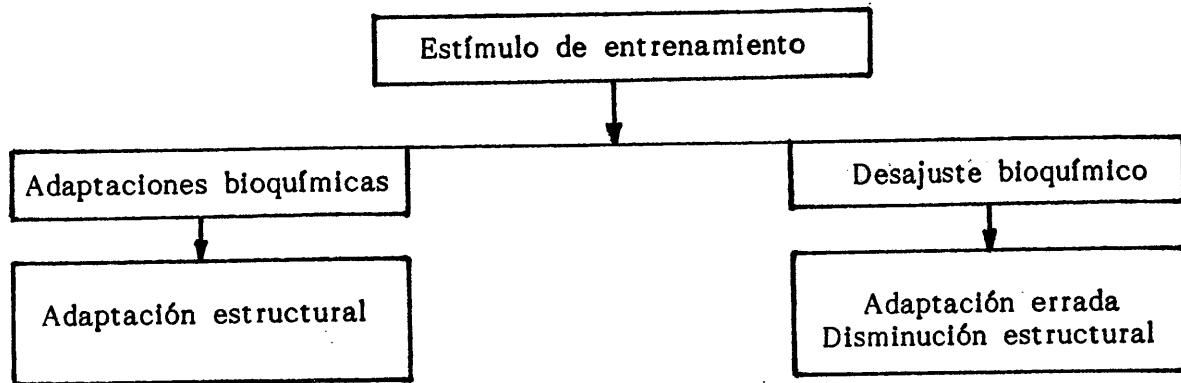 Estímulo de entrenamiento
Adaptaciones bioquímicas
Desajuste bioquímico
Adaptación estructural
Adaptación errada
Disminución estructural